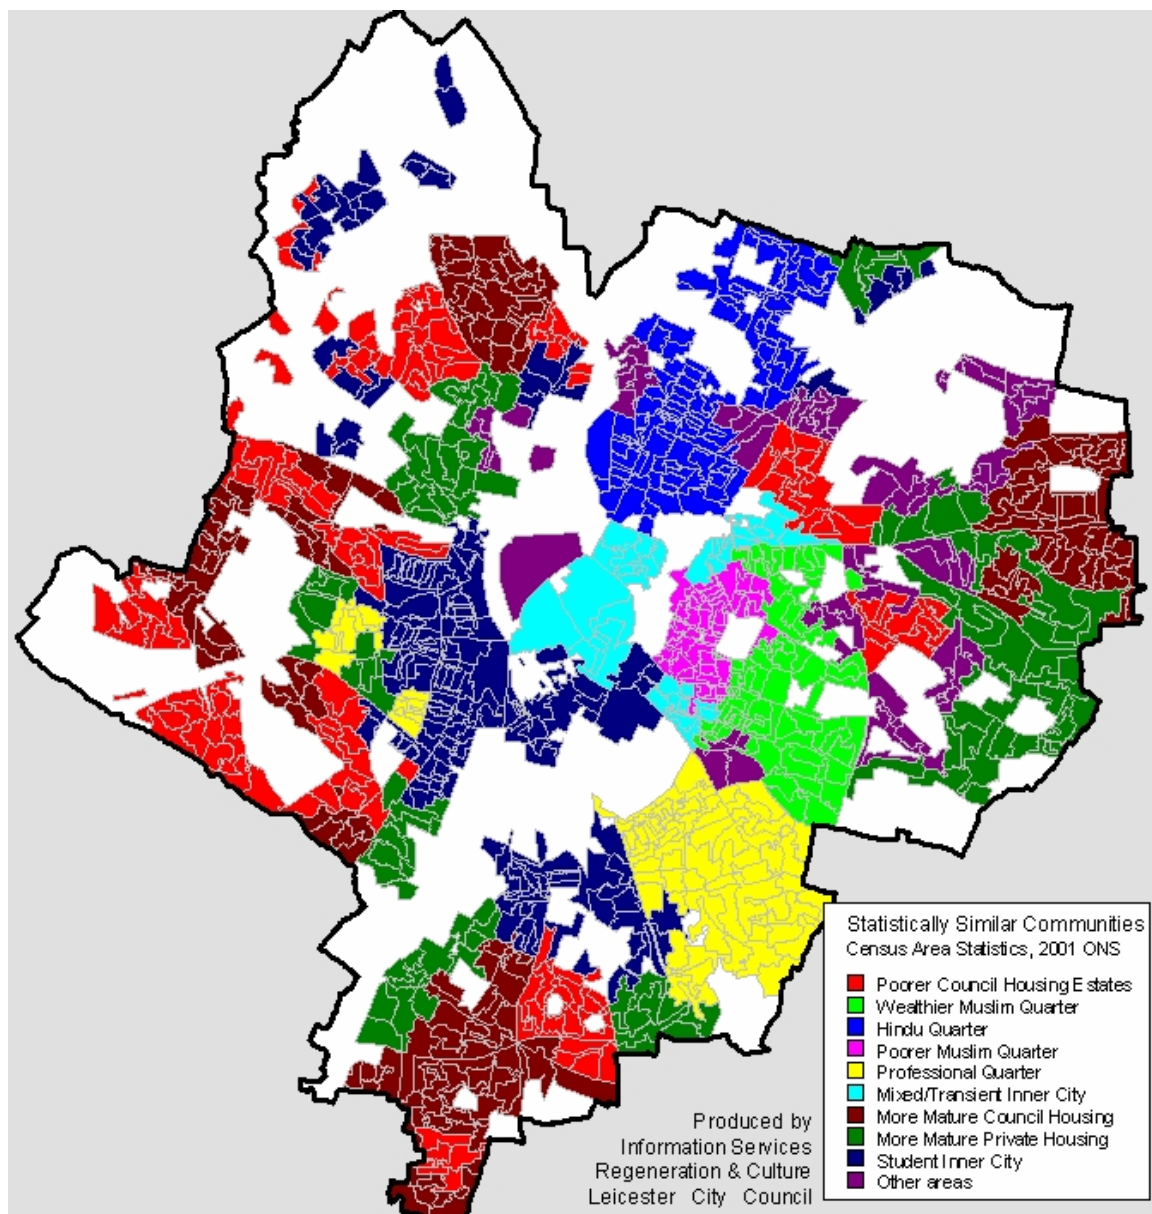 Statistically Similar Communities
Census Area Statistics, 2001 ONS
Poorer Council Housing Estates
Wealthier Muslim Quarter
Hindu Quarter
Poorer Muslim Quarter
Professional Quarter
Mixed/Transient Inner City
More Mature Council Housing
More Mature Private Housing
Student Inner City
Other areas
Produced by
Information Services
Regeneration & Culture
Leicester City Council